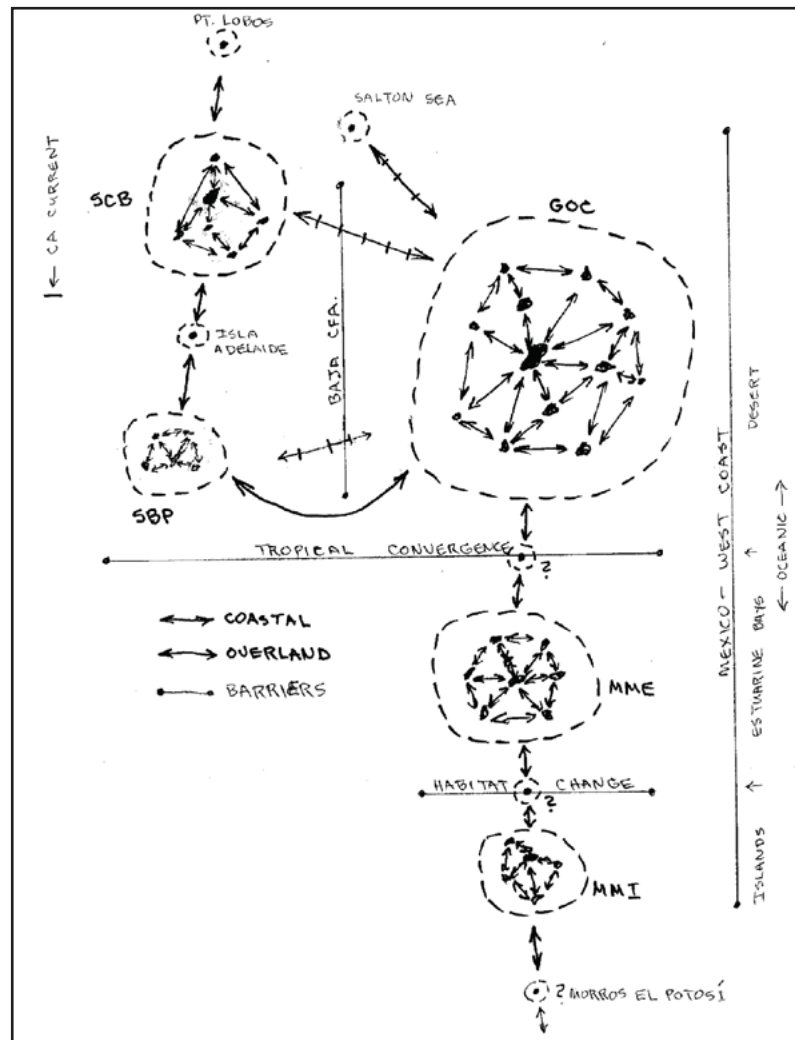 PT. LOBOS
SALTON SEA
SCB
GOC
|← CA CURRENT
ISLA
ADELAIDE
BAJA CFA.
SBP
TROPICAL CONVERGENCE
?
COASTAL
OVERLAND
BARRIERS
MME
HABITAT CHANGE
?
MMI
? MORROS EL POTOSÍ
MEXICO - WEST COAST
ISLANDS → ESTUARINE BAYS → DESERT
← OCEANIC →